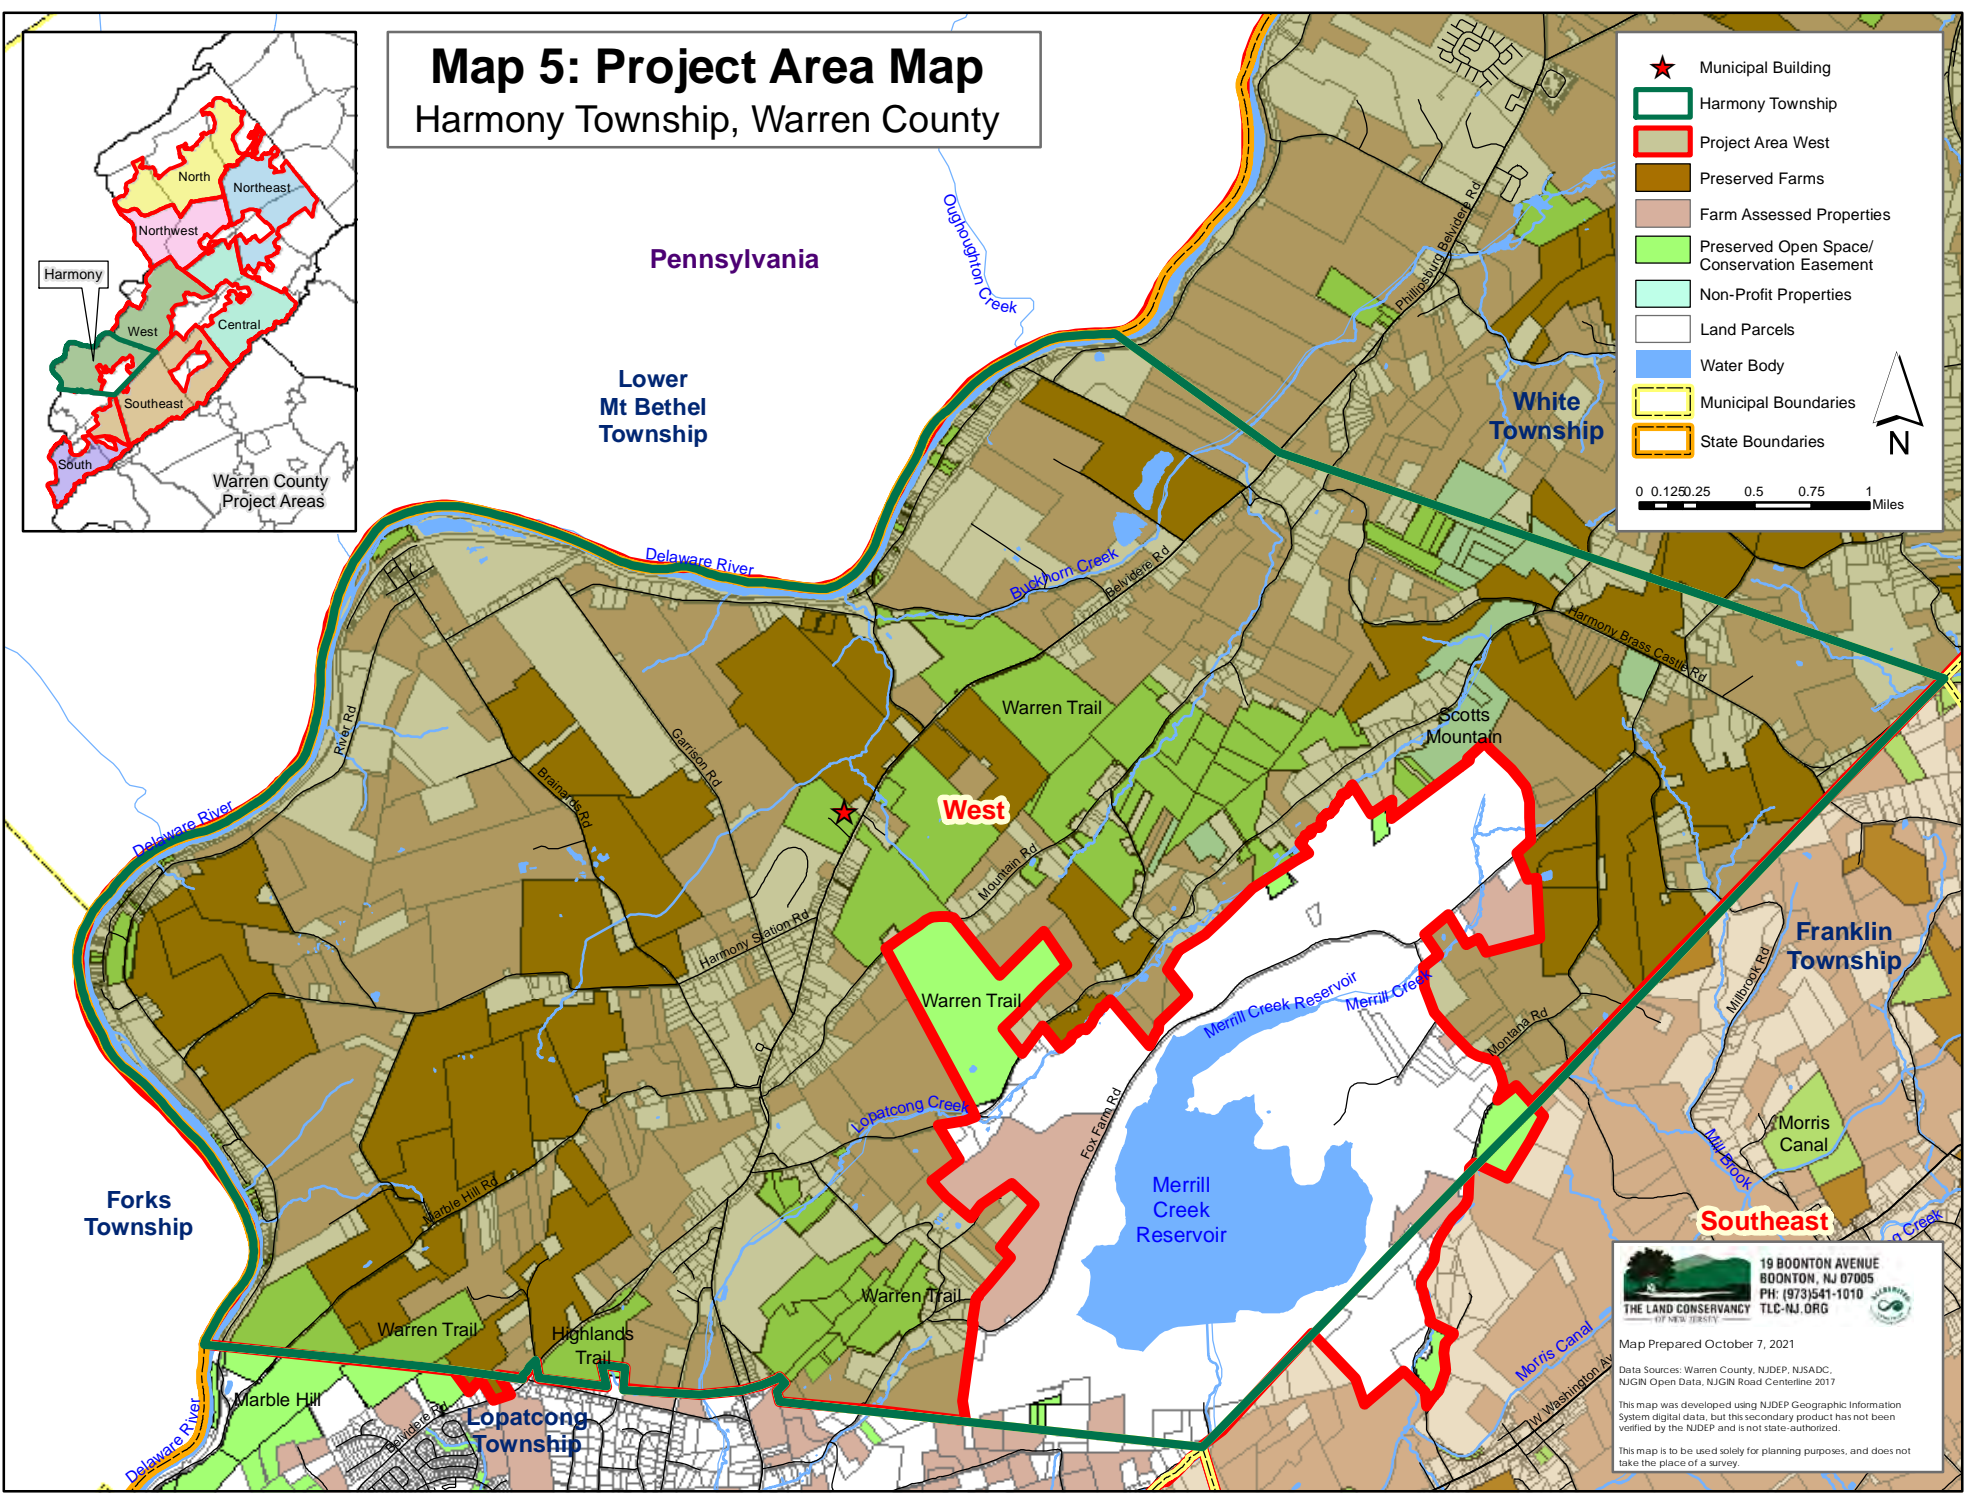 Map 5: Project Area Map
Harmony Township, Warren County
North
Northeast
Northwest
Harmony
West
Central
Southeast
South
Warren County
Project Areas
Municipal Building
Harmony Township
Project Area West
Preserved Farms
Farm Assessed Properties
Preserved Open Space/
Conservation Easement
Non-Profit Properties
Land Parcels
Water Body
Municipal Boundaries
State Boundaries
N
0 0.125 0.25 0.5 0.75 1
Miles
Pennsylvania
Oughoughton Creek
Phillipsburg Belvidere Rd
Lower
Mt Bethel
Township
White
Township
Delaware River
Buckhorn Creek
Belvidere Rd
Harmony Brass Castle Rd
Warren Trail
Scotts
Mountain
River Rd
Garrison Rd
Brainards Rd
West
Delaware River
Mountain Rd
Harmony Station Rd
Franklin
Township
Millbrook Rd
Warren Trail
Merrill Creek Reservoir
Merrill Creek
Montana Rd
Lopatcong Creek
Fox Farm Rd
Morris
Canal
Mill Brook
Marble Hill Rd
Forks
Township
Merrill
Creek
Reservoir
Southeast
Creek
Warren Trail
Warren Trail
Highlands
Trail
Marble Hill
Belvidere Rd
Lopatcong
Township
Delaware River
Morris Canal
W Washington Av
THE LAND CONSERVANCY
OF NEW JERSEY
19 BOONTON AVENUE
BOONTON, NJ 07005
PH: (973)541-1010
TLC-NJ.ORG
Map Prepared October 7, 2021
Data Sources: Warren County, NJDEP, NJSADC,
NJGIN Open Data, NJGIN Road Centerline 2017
This map was developed using NJDEP Geographic Information
System digital data, but this secondary product has not been
verified by the NJDEP and is not state-authorized.
This map is to be used solely for planning purposes, and does not
take the place of a survey.